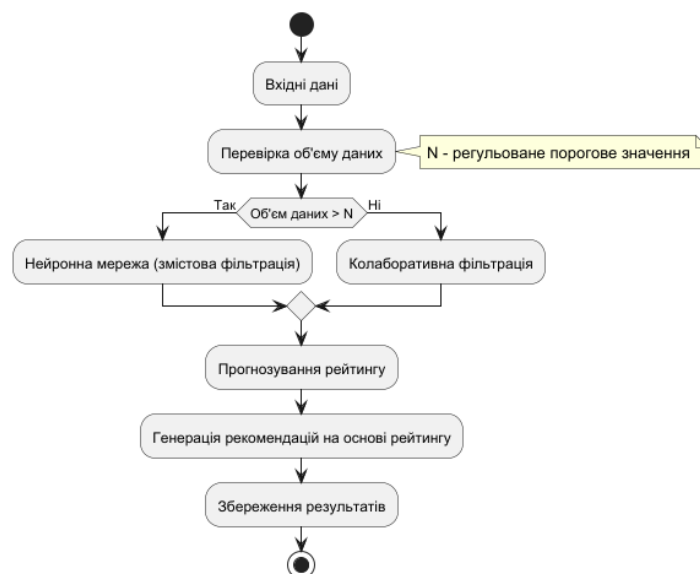 Вхідні дані
Перевірка об'єму даних
N - регульоване порогове значення
Так
Об'єм даних > N
Ні
Нейронна мережа (змістова фільтрація)
Колаборативна фільтрація
Прогнозування рейтингу
Генерація рекомендацій на основі рейтингу
Збереження результатів